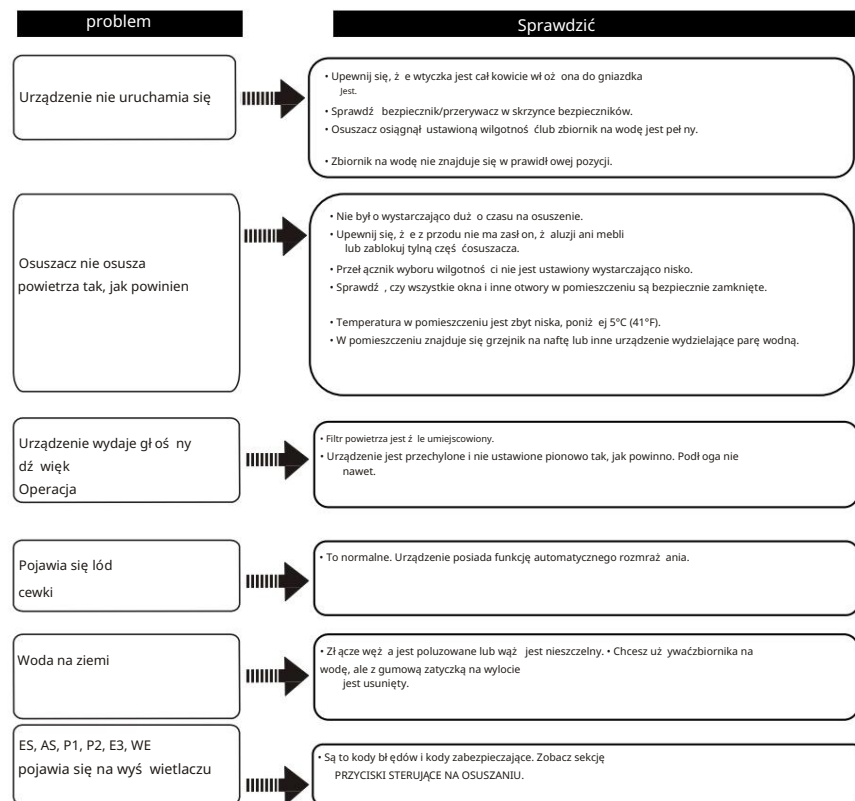 problem
Sprawdzić
Urządzenie nie uruchamia się
• Upewnij się, ż e wtyczka jest cał kowicie wł oż ona do gniazdka
Jest.
• Sprawdź bezpiecznik/przerywacz w skrzynce bezpieczników.
• Osuszacz osiągnął ustawioną wilgotnoś ćlub zbiornik na wodę jest peł ny.
• Zbiornik na wodę nie znajduje się w prawidł owej pozycji.
Osuszacz nie osusza
powietrza tak, jak powinien
• Nie był o wystarczająco duż o czasu na osuszenie.
• Upewnij się, ż e z przodu nie ma zasł on, ż aluzji ani mebli
lub zablokuj tylną częś ćosuszacza.
• Przeł ącznik wyboru wilgotnoś ci nie jest ustawiony wystarczająco nisko.
• Sprawdź , czy wszystkie okna i inne otwory w pomieszczeniu są bezpiecznie zamknięte.
• Temperatura w pomieszczeniu jest zbyt niska, poniż ej 5°C (41°F).
• W pomieszczeniu znajduje się grzejnik na naftę lub inne urządzenie wydzielające parę wodną.
Urządzenie wydaje gł oś ny
dź więk
Operacja
• Filtr powietrza jest ź le umiejscowiony.
• Urządzenie jest przechylone i nie ustawione pionowo tak, jak powinno. Podł oga nie
nawet.
Pojawia się lód
cewki
• To normalne. Urządzenie posiada funkcję automatycznego rozmraż ania.
Woda na ziemi
• Zł ącze węż a jest poluzowane lub wąż jest nieszczelny. • Chcesz uż ywaćzbiornika na
wodę, ale z gumową zatyczką na wylocie
jest usunięty.
ES, AS, P1, P2, E3, WE
pojawia się na wyś wietlaczu
• Są to kody bł ędów i kody zabezpieczające. Zobacz sekcję
PRZYCISKI STERUJĄCE NA OSUSZANIU.